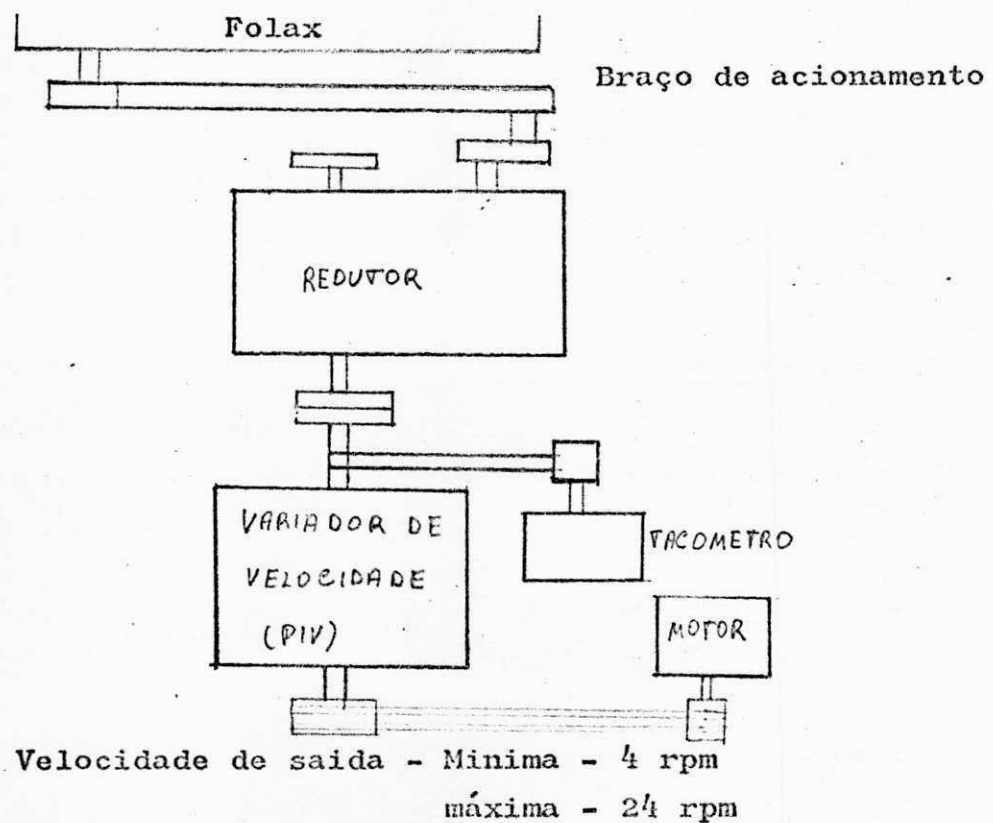 Folax
Braço de acionamento
REDUTOR
VARIADOR DE
VELOCIDADE
(PIV)
TACOMETRO
MOTOR
Velocidade de saida - Minima - 4 rpm
máxima - 24 rpm